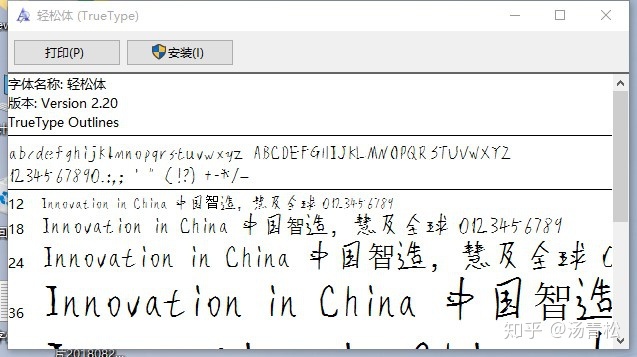 轻松体 (TrueType)
打印(P) 安装(I)
字体名称: 轻松体
版本: Version 2.20
TrueType Outlines
abcdefghijklmnopqrstuvwxyz ABCDEFGHIJKLMNOPQRSTUVWXYZ
1234567890.:,; ' " (!?) +-*/
12 Innovation in China 中国智造，慧及全球 0123456789
18 Innovation in China 中国智造，慧及全球 0123456789
24 Innovation in China 中国智造，慧及全球 0
36 Innovation in China 中国智造
知乎 @汤青松